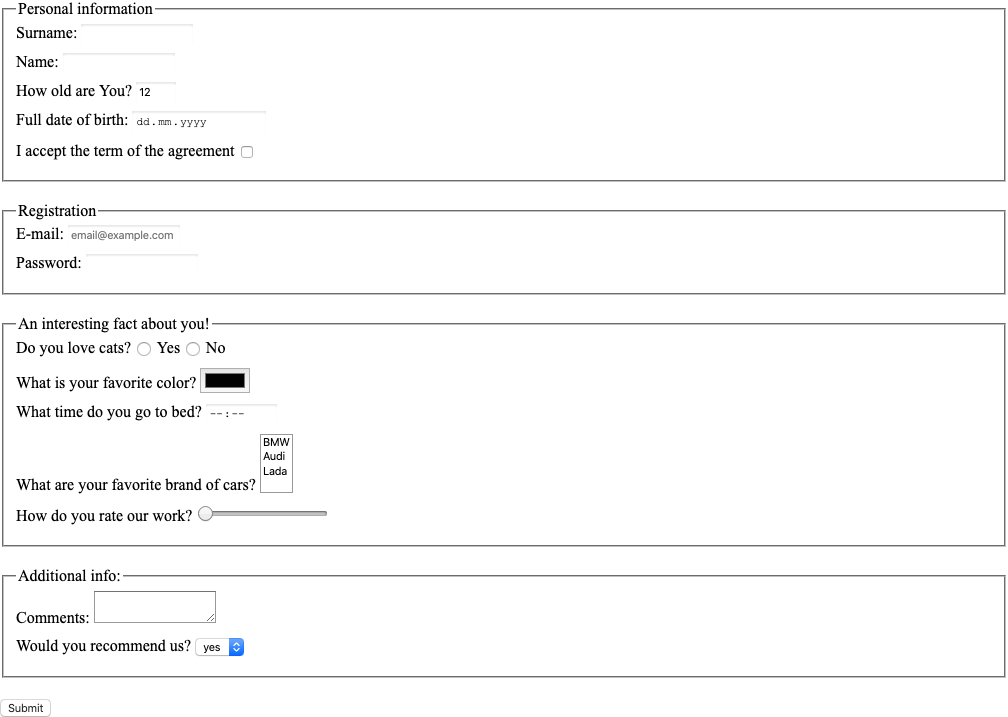 Personal information
Surname:
Name:
How old are You? 12
Full date of birth: dd.mm.yyyy
I accept the term of the agreement
Registration
E-mail: email@example.com
Password:
An interesting fact about you!
Do you love cats? Yes No
What is your favorite color?
What time do you go to bed? --:--
BMW
Audi
Lada
What are your favorite brand of cars?
How do you rate our work?
Additional info:
Comments:
Would you recommend us? yes
Submit